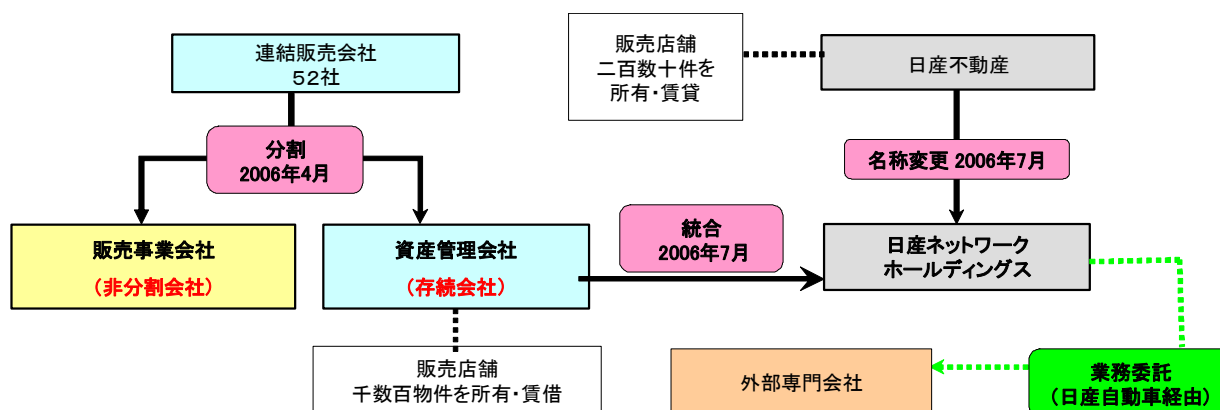 連結販売会社
52社
販売店舗
二百数十件を
所有・賃貸
日産不動産
分割
2006年4月
名称変更 2006年7月
販売事業会社
(非分割会社)
資産管理会社
(存続会社)
統合
2006年7月
日産ネットワーク
ホールディングス
販売店舗
千数百物件を所有・賃借
外部専門会社
業務委託
(日産自動車経由)